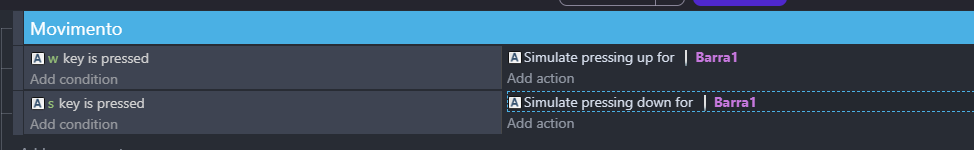 Movimento
w key is pressed
Simulate pressing up for Barra1
Add condition
Add action
s key is pressed
Simulate pressing down for Barra1
Add condition
Add action